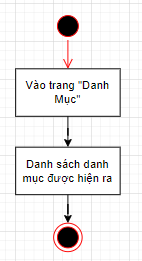 Vào trang "Danh
Mục"
Danh sách danh
mục được hiện ra